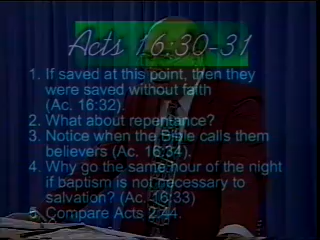 Acts 16:30-31
1. If saved at this point, then they
were saved without faith
(Ac. 16:32).
2. What about repentance?
3. Notice when the Bible calls them
believers (Ac. 16:34).
4. Why go the same hour of the night
if baptism is not necessary to
salvation? (Ac. 16:33)
5. Compare Acts 2:44.